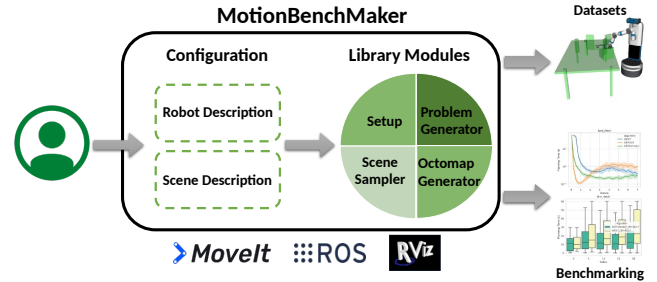 MotionBenchMaker
Datasets
Configuration
Library Modules
Robot Description
Scene Description
Setup
Problem
Generator
Scene
Sampler
Octomap
Generator
MoveIt
ROS
RViz
Benchmarking